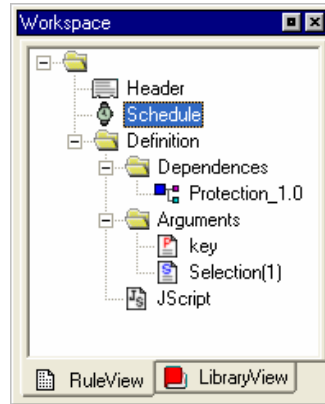 Workspace
Header
Schedule
Definition
Dependences
Protection_1.0
Arguments
key
Selection(1)
JScript
RuleView
LibraryView